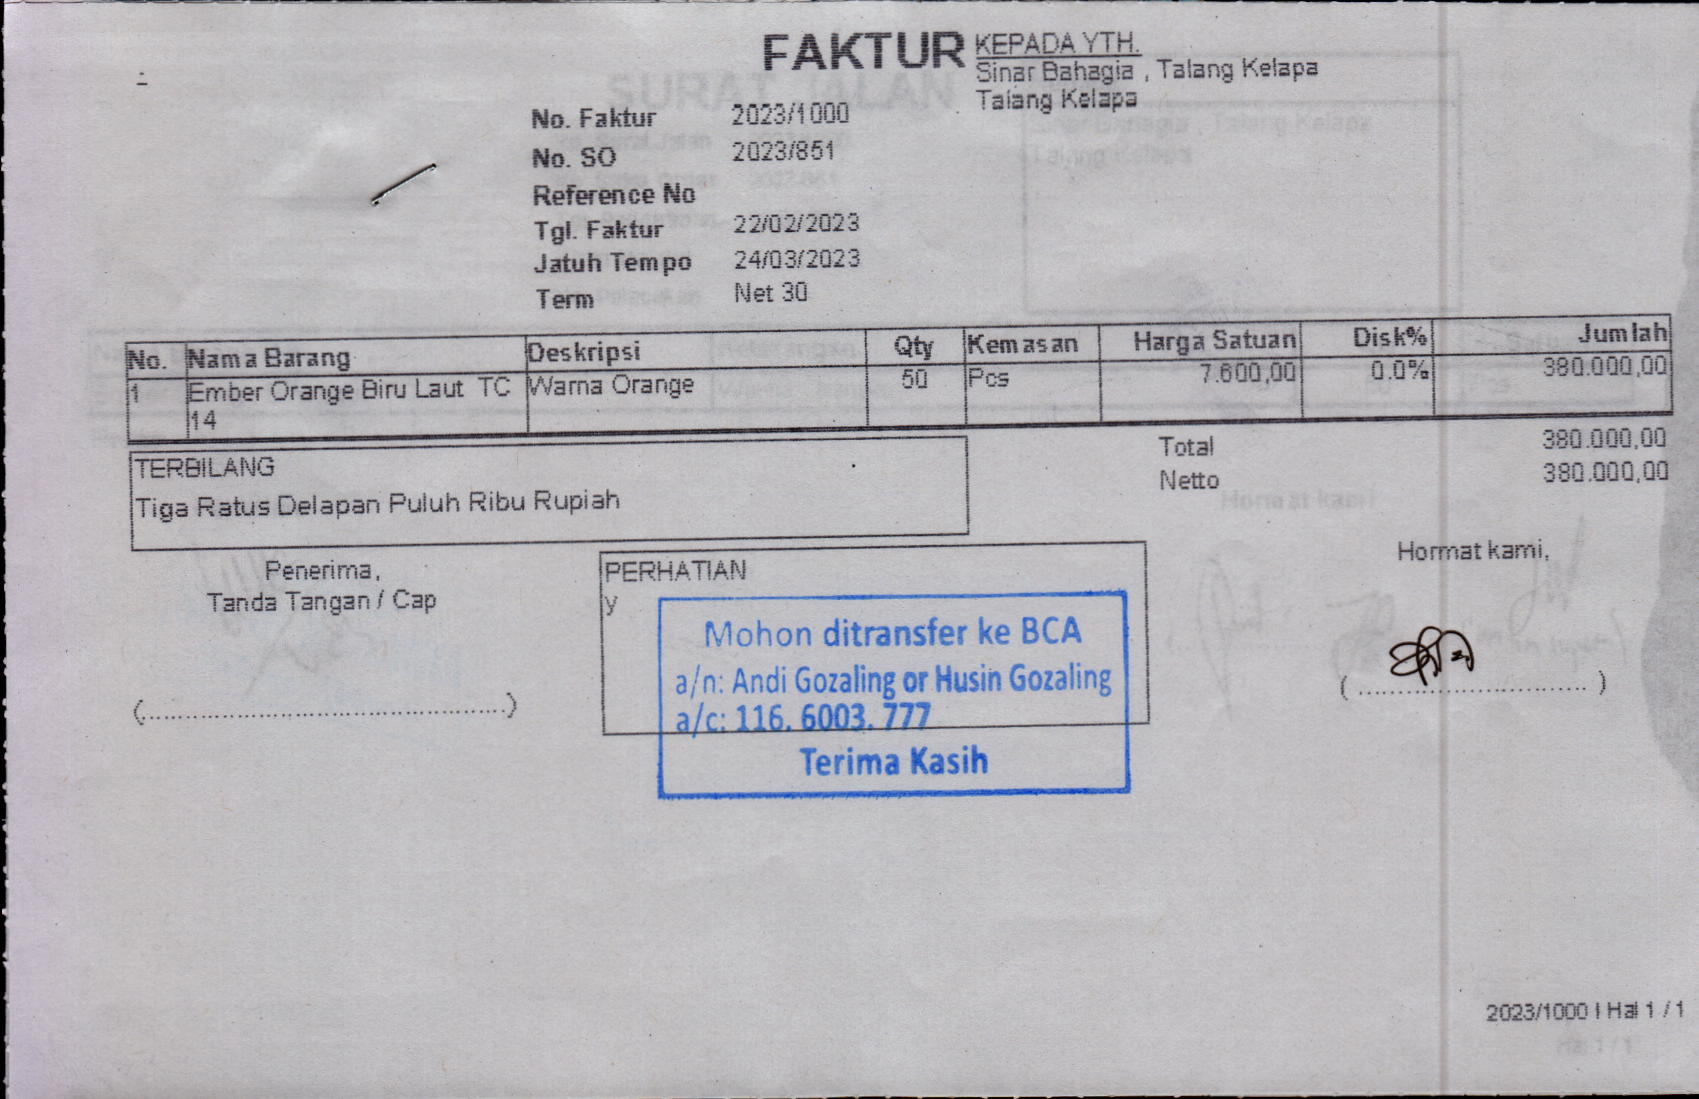 FAKTUR
KEPADA YTH.
Sinar Bahagia , Talang Kelapa
Talang Kelapa
No. Faktur 2023/1000
No. SO 2023/851
Reference No
Tgl. Faktur 22/02/2023
Jatuh Tempo 24/03/2023
Term Net 30
No. Nama Barang Deskripsi Qty Kemasan Harga Satuan Disk% Jumlah
1 Ember Orange Biru Laut TC Warna Orange 50 Pcs 7.600,00 0.0% 380.000,00
14
Total 380.000,00
Netto 380.000,00
TERBILANG
Tiga Ratus Delapan Puluh Ribu Rupiah
Penerima,
Tanda Tangan / Cap
(..........................................)
PERHATIAN
y
Mohon ditransfer ke BCA
a/n: Andi Gozaling or Husin Gozaling
a/c: 116. 6003. 777
Terima Kasih
Hormat kami,
( .............................. )
2023/1000 I Hal 1 / 1